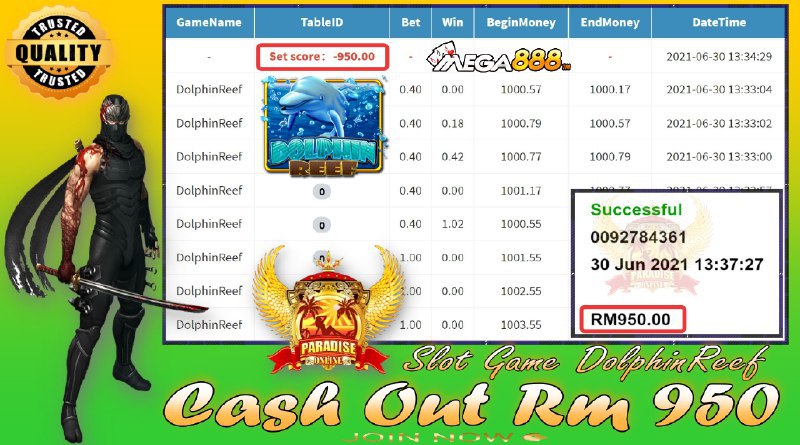 TRUSTED
QUALITY
TRUSTED
GameName TableID Bet Win BeginMoney EndMoney DateTime
- Set score: -950.00 - MEGA888 - 2021-06-30 13:34:29
DolphinReef 0.40 0.00 1000.57 1000.17 2021-06-30 13:33:04
DolphinReef 0.40 0.18 1000.79 1000.57 2021-06-30 13:33:02
DolphinReef 0.40 0.42 1000.77 1000.79 2021-06-30 13:33:00
DOLPHIN
REEF
DolphinReef 0 0.40 0.00 1001.17
DolphinReef 0 0.40 1.02 1000.55
DolphinReef 0 1.00 0.00 1001.55
DolphinReef 0.00 1002.55
DolphinReef 1.00 0.00 1003.55
Successful
0092784361
30 Jun 2021 13:37:27
RM950.00
PARADISE
ONLINE
Slot Game DolphinReef
Cash Out Rm 950
JOIN NOW